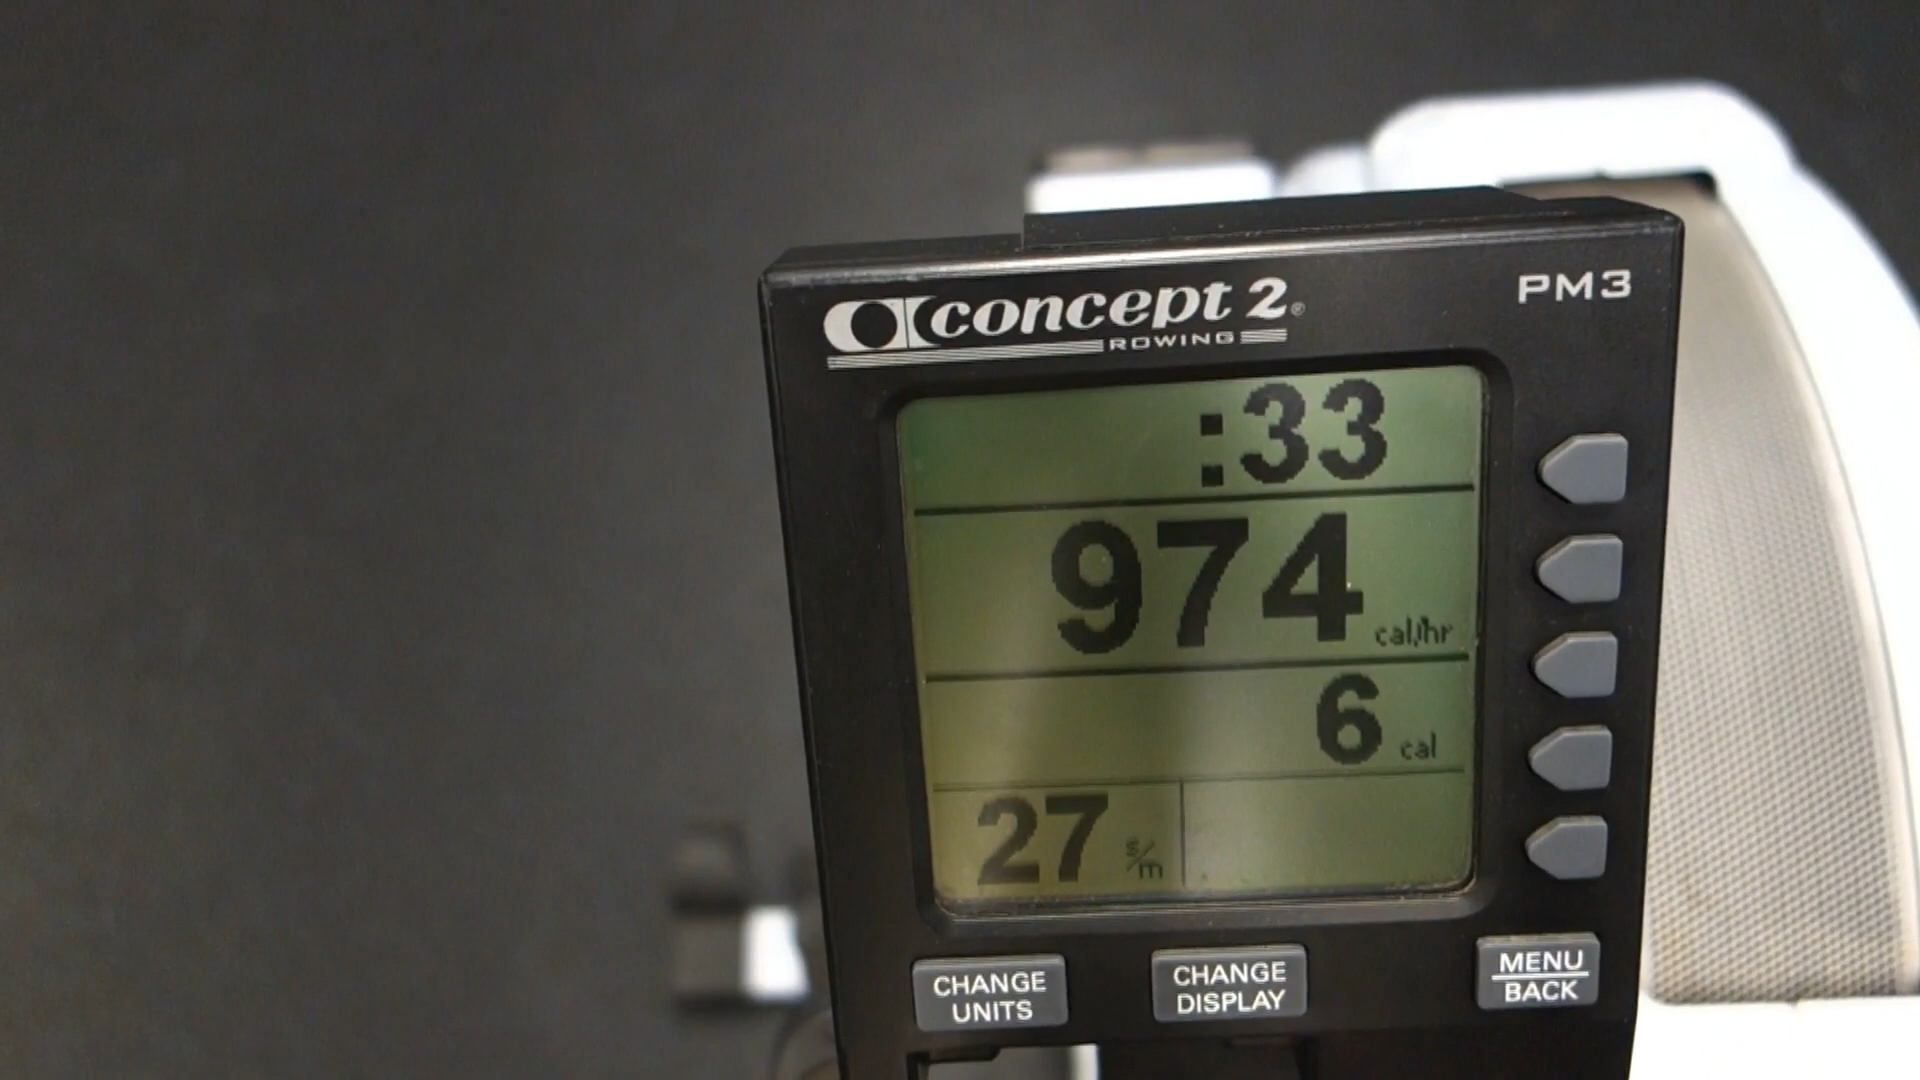 concept 2®
ROWING
PM3
:33
974 cal/hr
6 cal
27 s/m
CHANGE UNITS
CHANGE DISPLAY
MENU
BACK